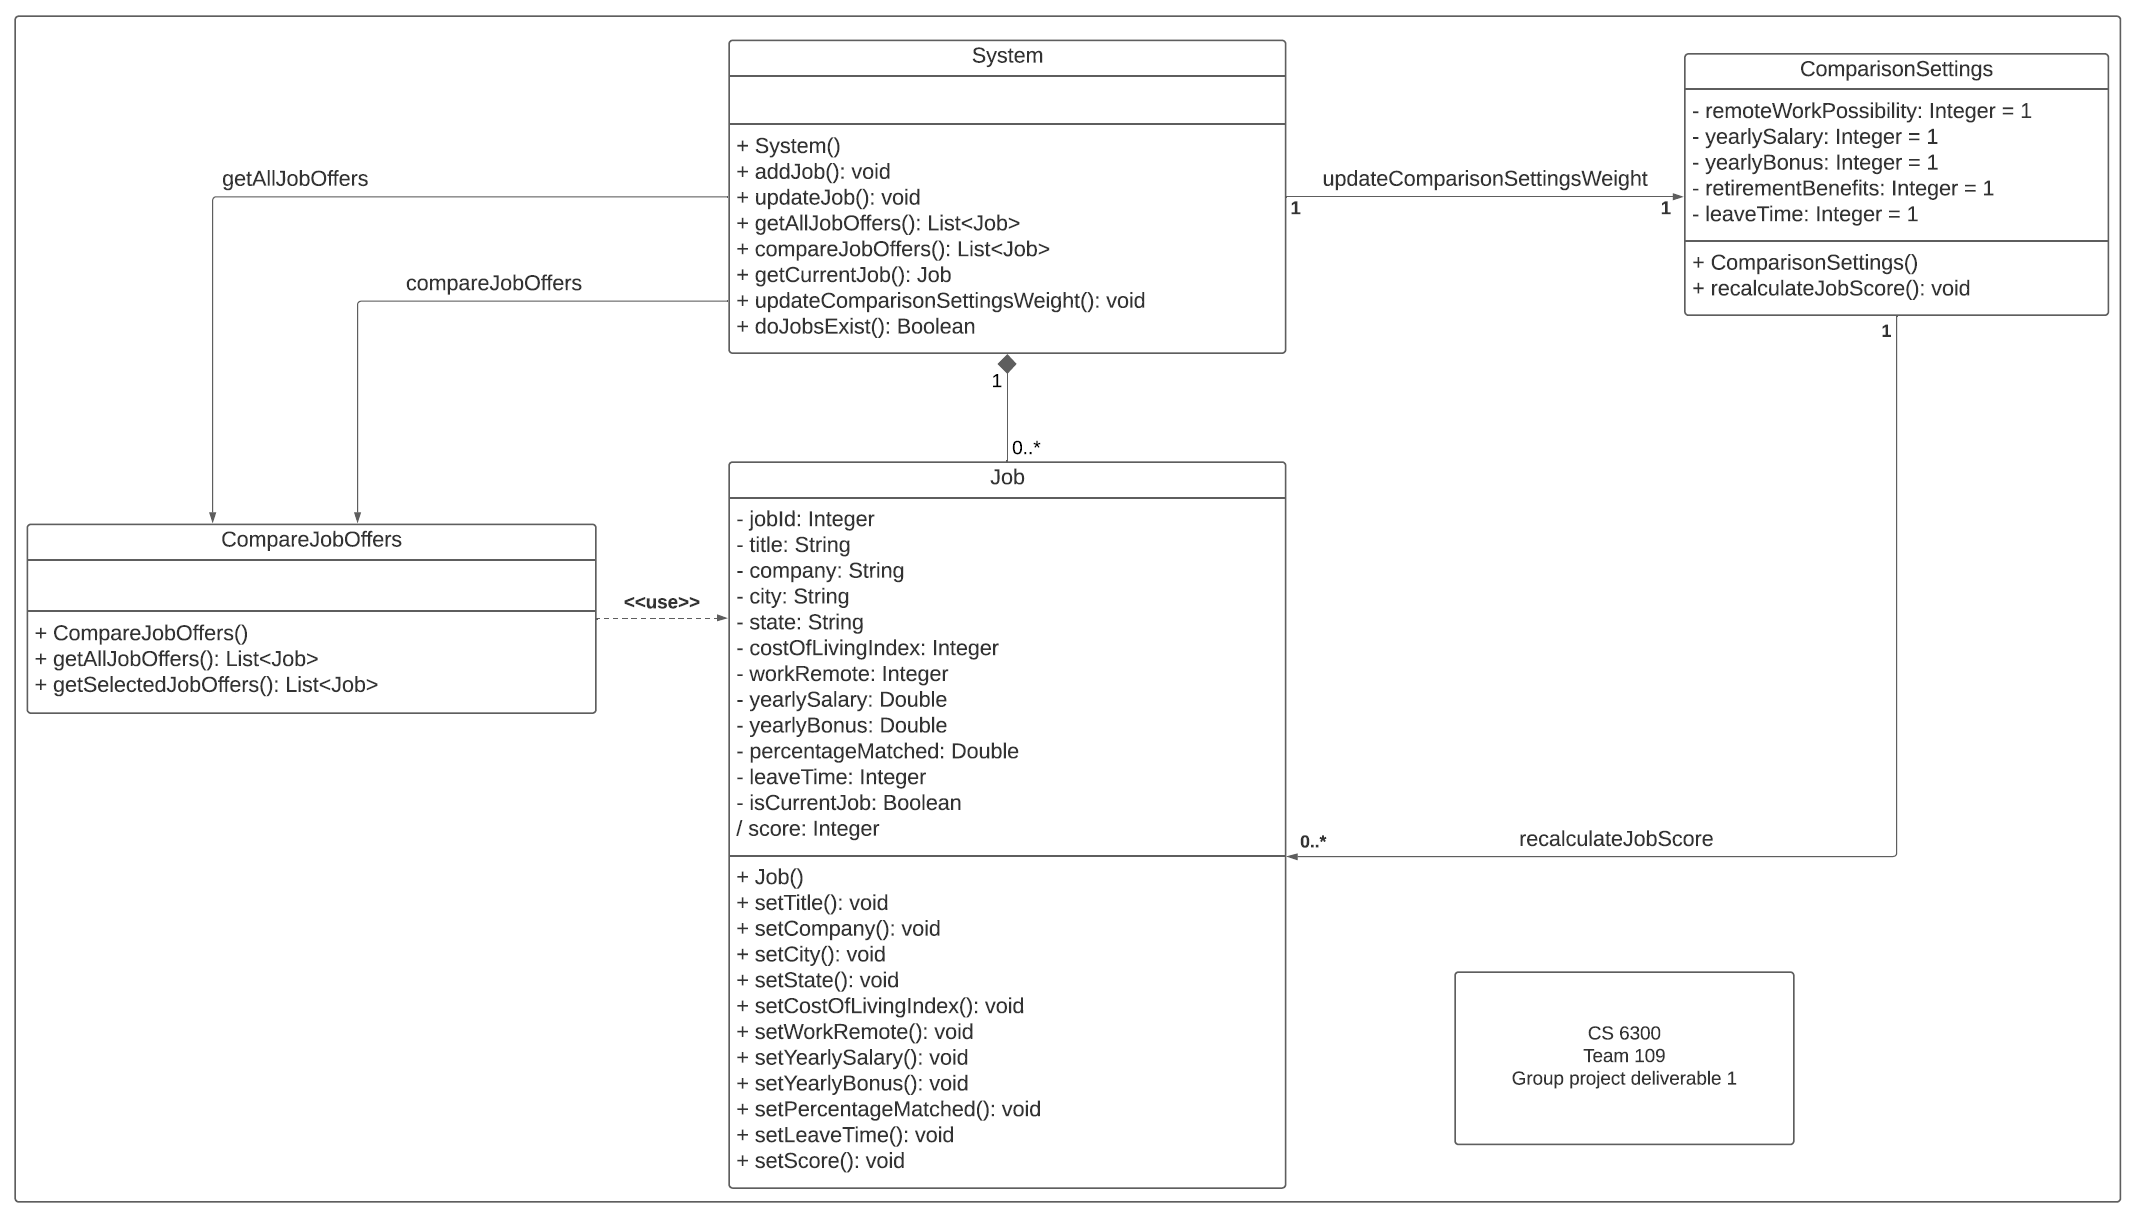 System
+ System()
+ addJob(): void
+ updateJob(): void
+ getAllJobOffers(): List<Job>
+ compareJobOffers(): List<Job>
+ getCurrentJob(): Job
+ updateComparisonSettingsWeight(): void
+ doJobsExist(): Boolean
ComparisonSettings
- remoteWorkPossibility: Integer = 1
- yearlySalary: Integer = 1
- yearlyBonus: Integer = 1
- retirementBenefits: Integer = 1
- leaveTime: Integer = 1
+ ComparisonSettings()
+ recalculateJobScore(): void
getAllJobOffers
compareJobOffers
updateComparisonSettingsWeight
1
1
1
1
0..*
CompareJobOffers
+ CompareJobOffers()
+ getAllJobOffers(): List<Job>
+ getSelectedJobOffers(): List<Job>
<<use>>
Job
- jobId: Integer
- title: String
- company: String
- city: String
- state: String
- costOfLivingIndex: Integer
- workRemote: Integer
- yearlySalary: Double
- yearlyBonus: Double
- percentageMatched: Double
- leaveTime: Integer
- isCurrentJob: Boolean
/ score: Integer
+ Job()
+ setTitle(): void
+ setCompany(): void
+ setCity(): void
+ setState(): void
+ setCostOfLivingIndex(): void
+ setWorkRemote(): void
+ setYearlySalary(): void
+ setYearlyBonus(): void
+ setPercentageMatched(): void
+ setLeaveTime(): void
+ setScore(): void
0..*
recalculateJobScore
CS 6300
Team 109
Group project deliverable 1